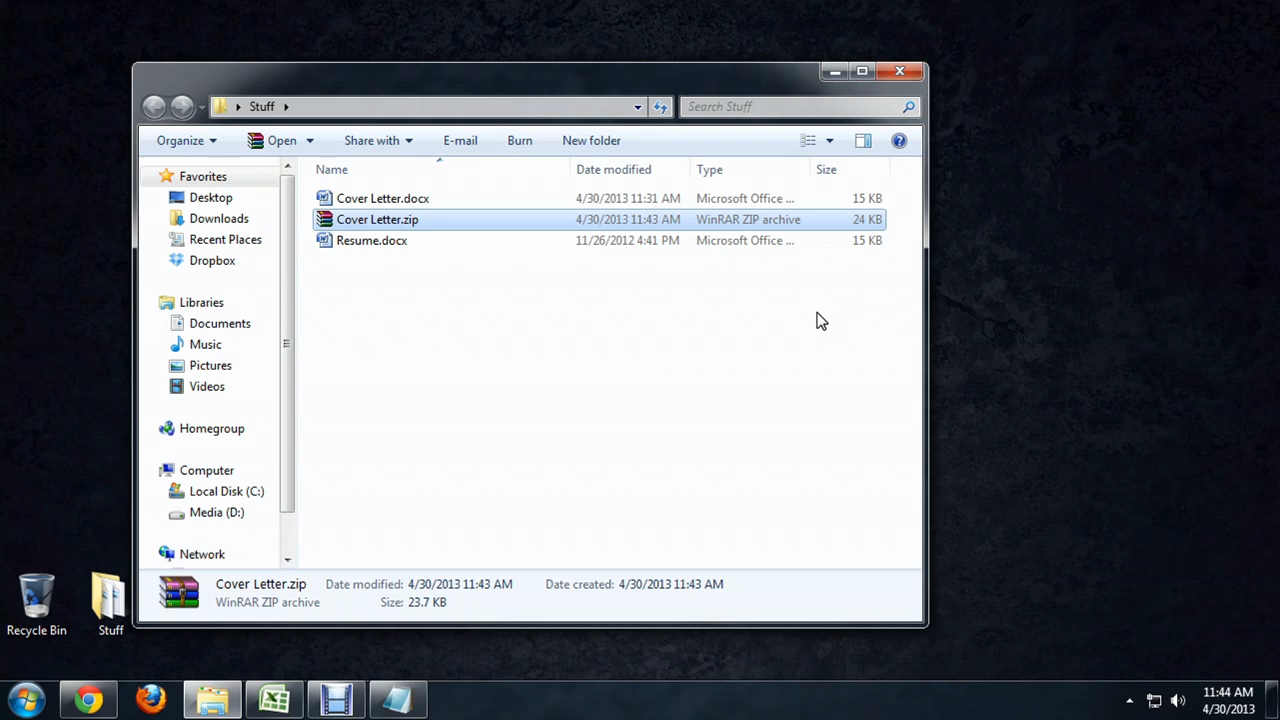 Stuff
Search Stuff
Organize Open Share with E-mail Burn New folder
Name Date modified Type Size
Cover Letter.docx 4/30/2013 11:31 AM Microsoft Office ... 15 KB
Cover Letter.zip 4/30/2013 11:43 AM WinRAR ZIP archive 24 KB
Resume.docx 11/26/2012 4:41 PM Microsoft Office ... 15 KB
Favorites
Desktop
Downloads
Recent Places
Dropbox
Libraries
Documents
Music
Pictures
Videos
Homegroup
Computer
Local Disk (C:)
Media (D:)
Network
Cover Letter.zip Date modified: 4/30/2013 11:43 AM Date created: 4/30/2013 11:43 AM
WinRAR ZIP archive Size: 23.7 KB
Recycle Bin
Stuff
11:44 AM
4/30/2013